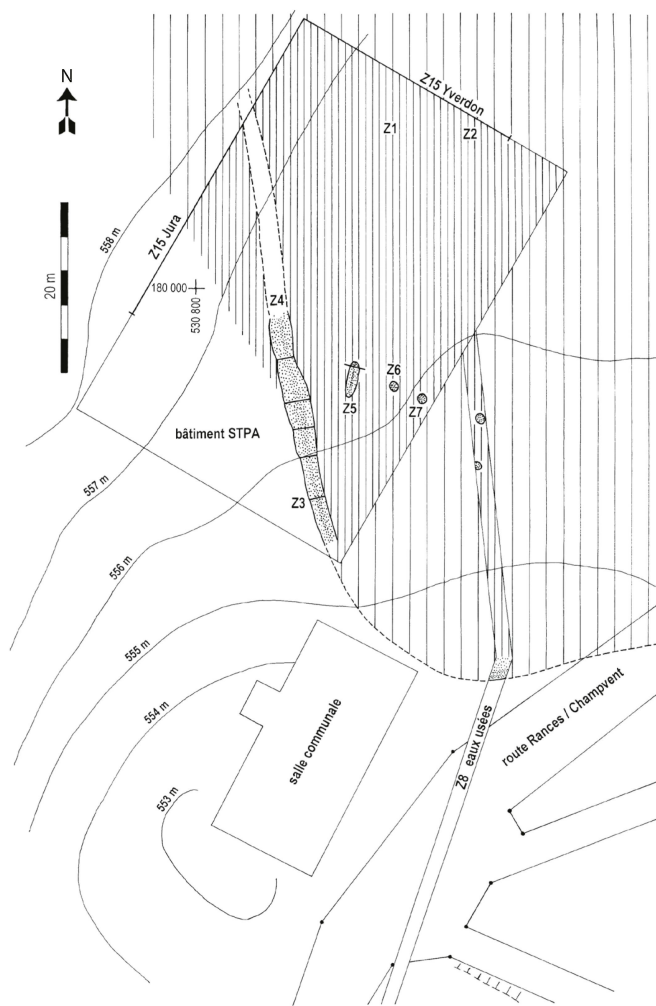 N
Z15 Yverdon
Z1
Z2
Z15 Jura
558 m
20 m
180 000
530 800
Z4
Z6
Z5
Z7
bâtiment STPA
557 m
Z3
556 m
555 m
554 m
salle communale
Z8 eaux usées
route Rances / Champvent
553 m